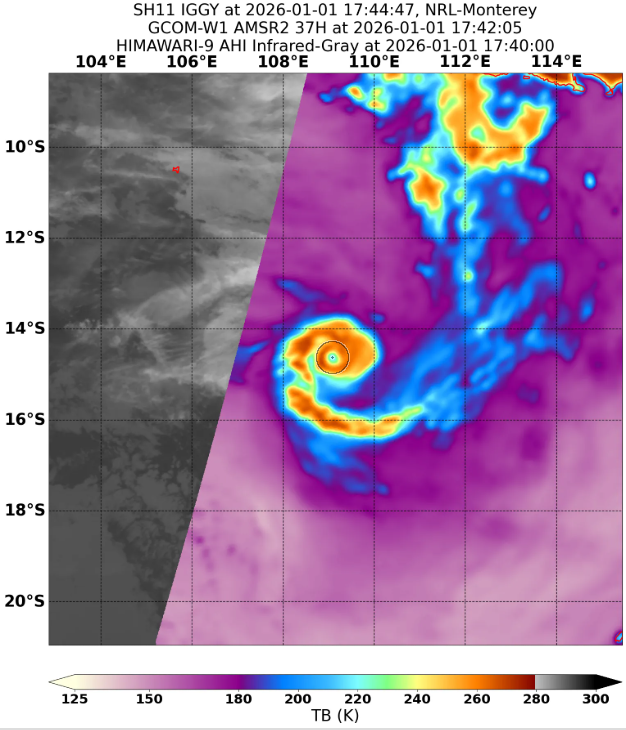 SH11 IGGY at 2026-01-01 17:44:47, NRL-Monterey
GCOM-W1 AMSR2 37H at 2026-01-01 17:42:05
HIMAWARI-9 AHI Infrared-Gray at 2026-01-01 17:40:00
104°E 106°E 108°E 110°E 112°E 114°E
10°S
12°S
14°S
16°S
18°S
20°S
125 150 180 200 220 240 260 280 300
TB (K)